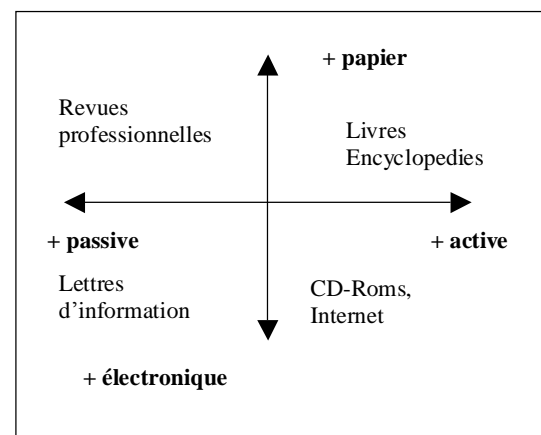 + papier
Revues
professionnelles
Livres
Encyclopedies
+ passive
+ active
Lettres
d'information
CD-Roms,
Internet
+ électronique